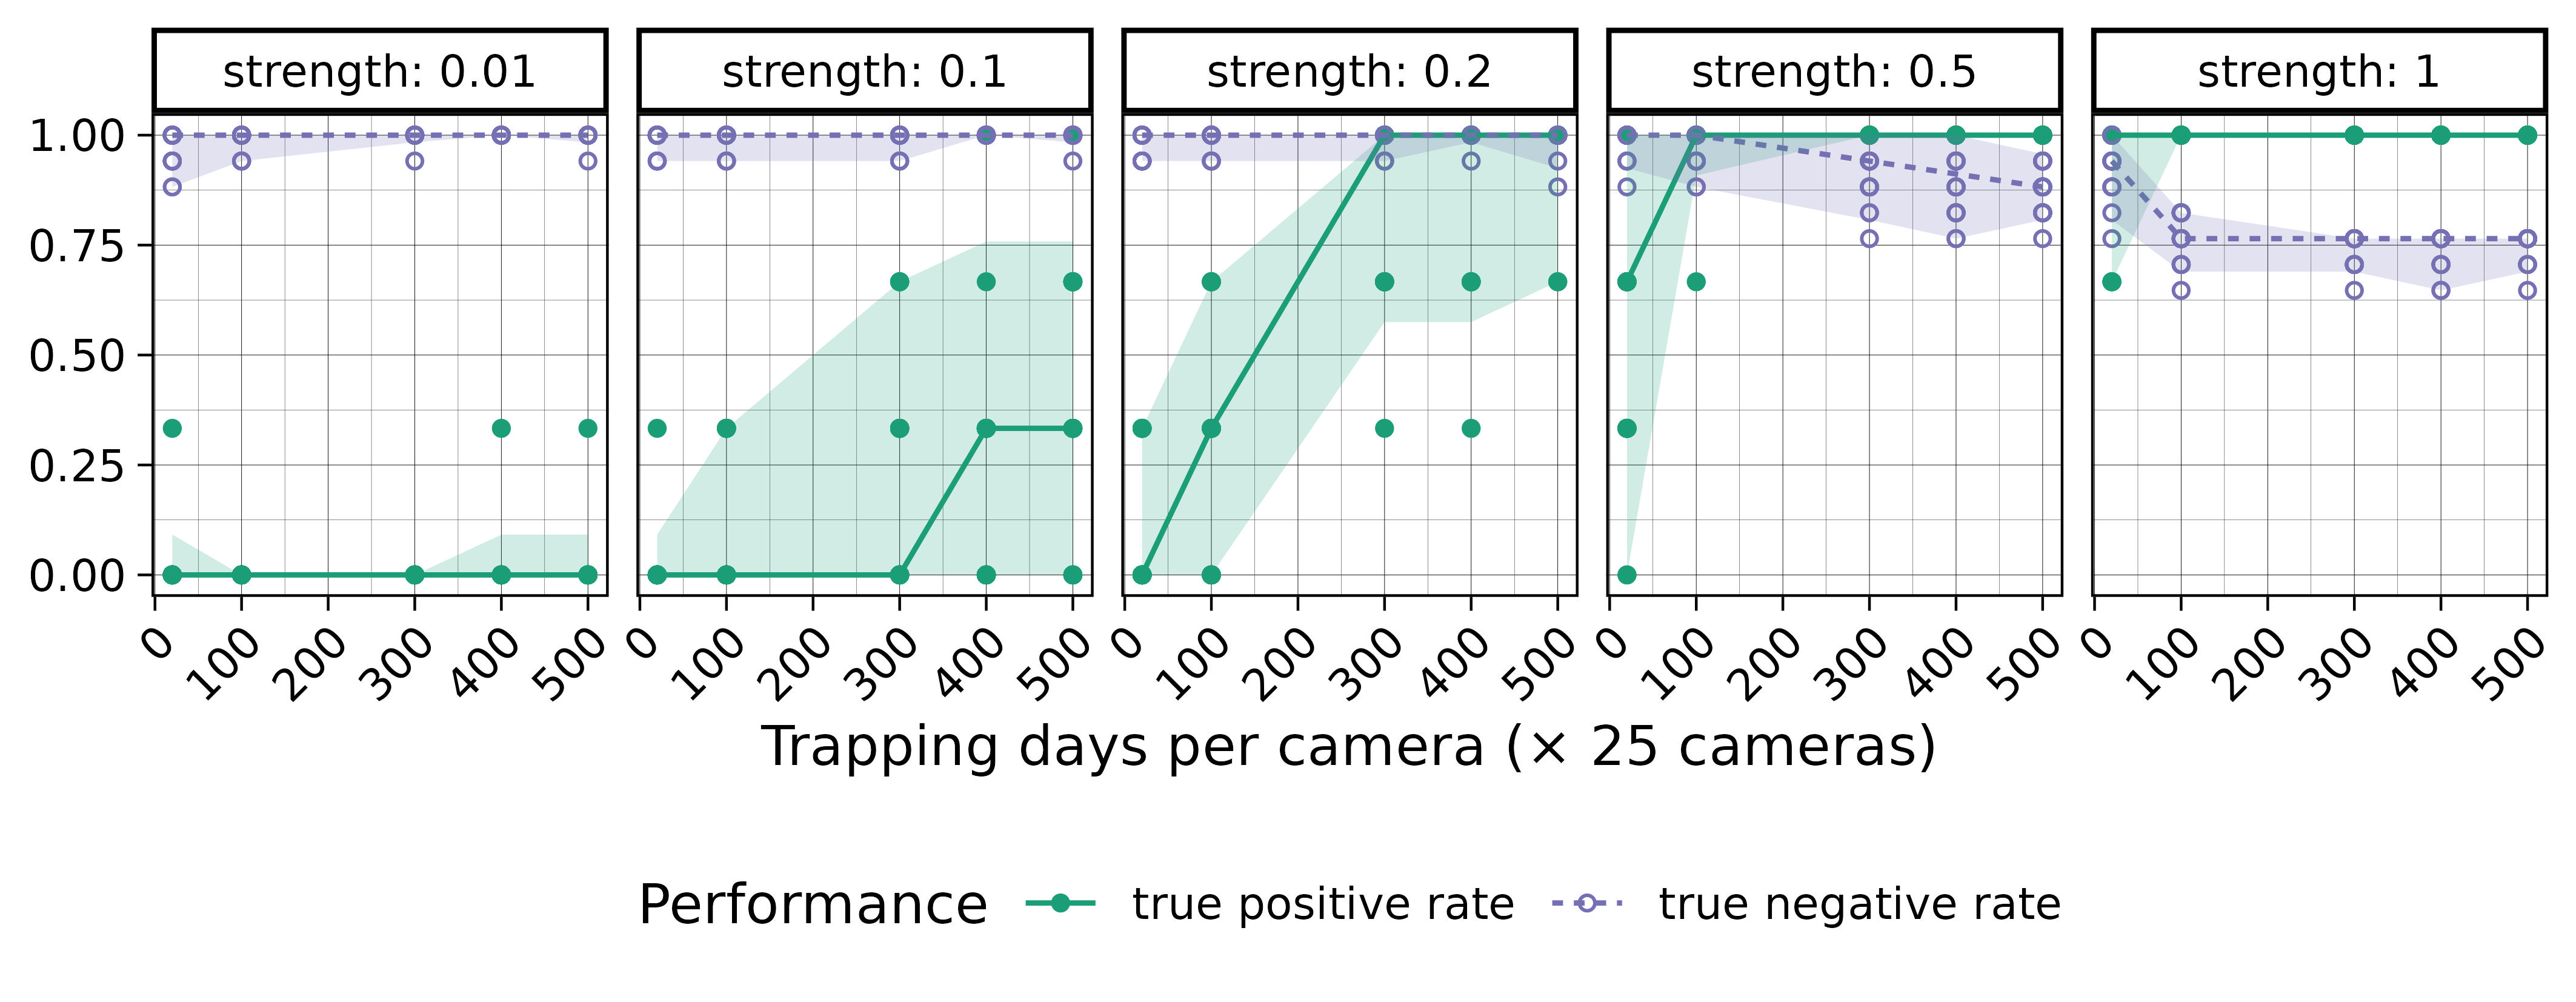 strength: 0.01 strength: 0.1 strength: 0.2 strength: 0.5 strength: 1
1.00
0.75
0.50
0.25
0.00
0 100 200 300 400 500 0 100 200 300 400 500 0 100 200 300 400 500 0 100 200 300 400 500 0 100 200 300 400 500
Trapping days per camera (× 25 cameras)
Performance true positive rate true negative rate